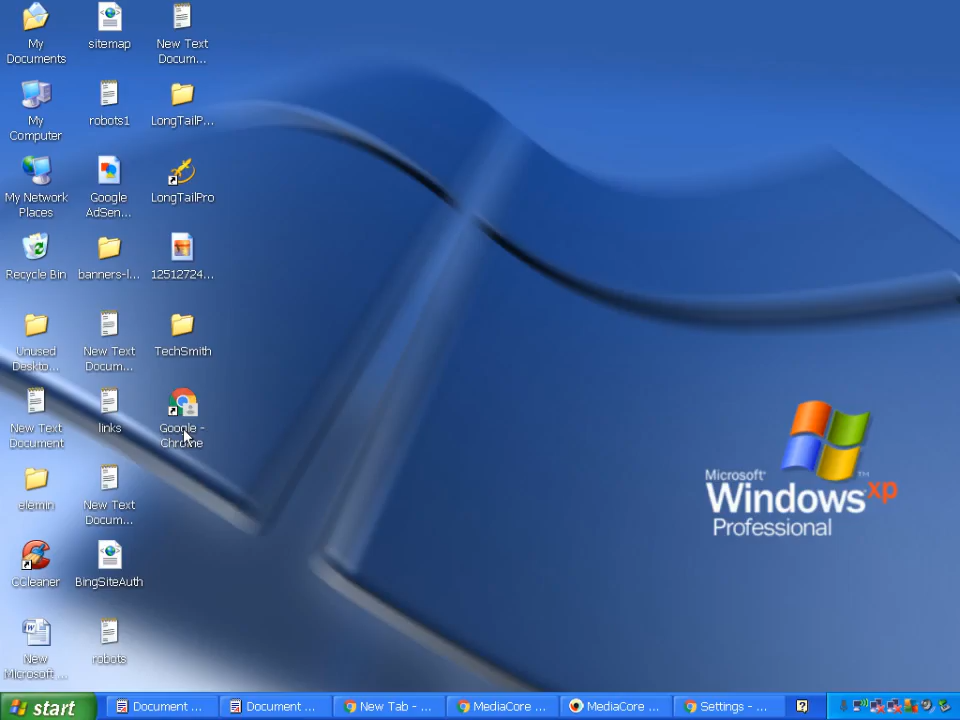 My
Documents
sitemap
New Text
Docum...
My
Computer
robots1
LongTailP...
My Network
Places
Google
AdSen...
LongTailPro
Recycle Bin
banners-l...
12512724...
Unused
Deskto...
New Text
Docum...
TechSmith
New Text
Document
links
Google -
Chrome
elemin
New Text
Docum...
CCleaner
BingSiteAuth
New
Microsoft ...
robots
Microsoft®
Windows xp
Professional
start
Document ...
Document ...
New Tab - ...
MediaCore ...
MediaCore ...
Settings - ...